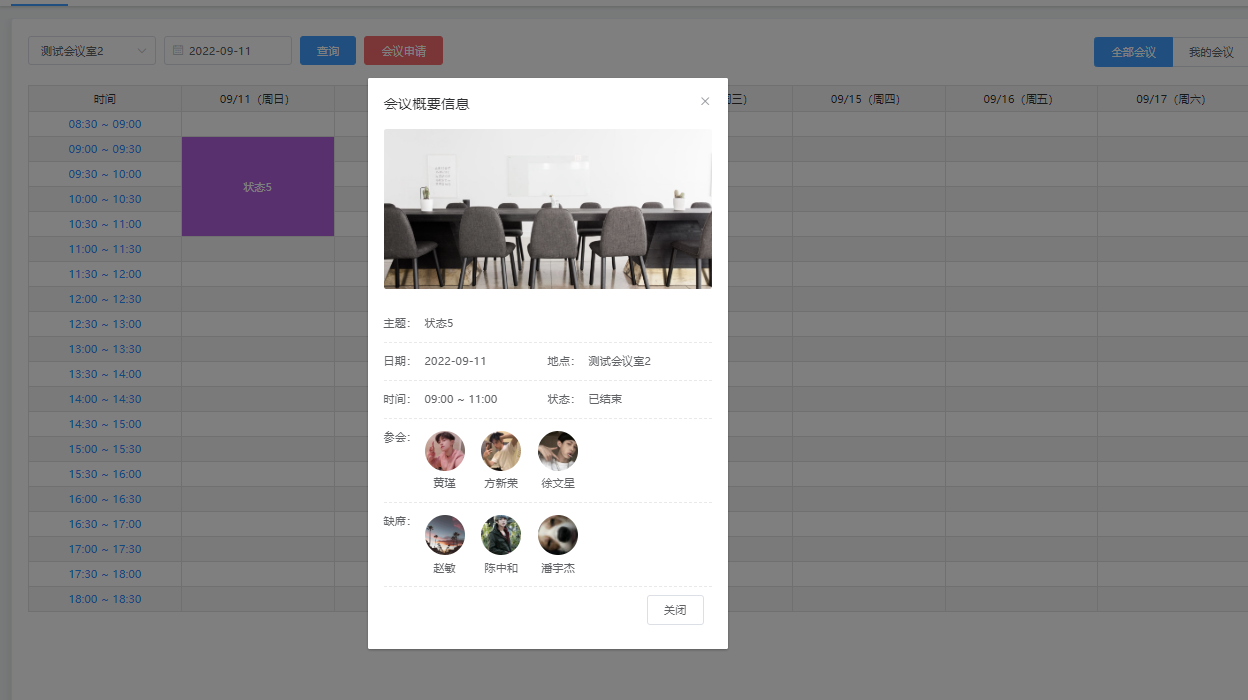 测试会议室2 2022-09-11 查询 会议申请 全部会议 我的会议
时间 09/11（周日） 三） 09/15（周四） 09/16（周五） 09/17（周六）
08:30 ~ 09:00
09:00 ~ 09:30
09:30 ~ 10:00
状态5
10:00 ~ 10:30
10:30 ~ 11:00
11:00 ~ 11:30
11:30 ~ 12:00
12:00 ~ 12:30
12:30 ~ 13:00
13:00 ~ 13:30
13:30 ~ 14:00
14:00 ~ 14:30
14:30 ~ 15:00
15:00 ~ 15:30
15:30 ~ 16:00
16:00 ~ 16:30
16:30 ~ 17:00
17:00 ~ 17:30
17:30 ~ 18:00
18:00 ~ 18:30
会议概要信息
主题： 状态5
日期： 2022-09-11 地点： 测试会议室2
时间： 09:00 ~ 11:00 状态： 已结束
参会：
黄瑾 方新荣 徐文星
缺席：
赵敏 陈中和 潘宇杰
关闭